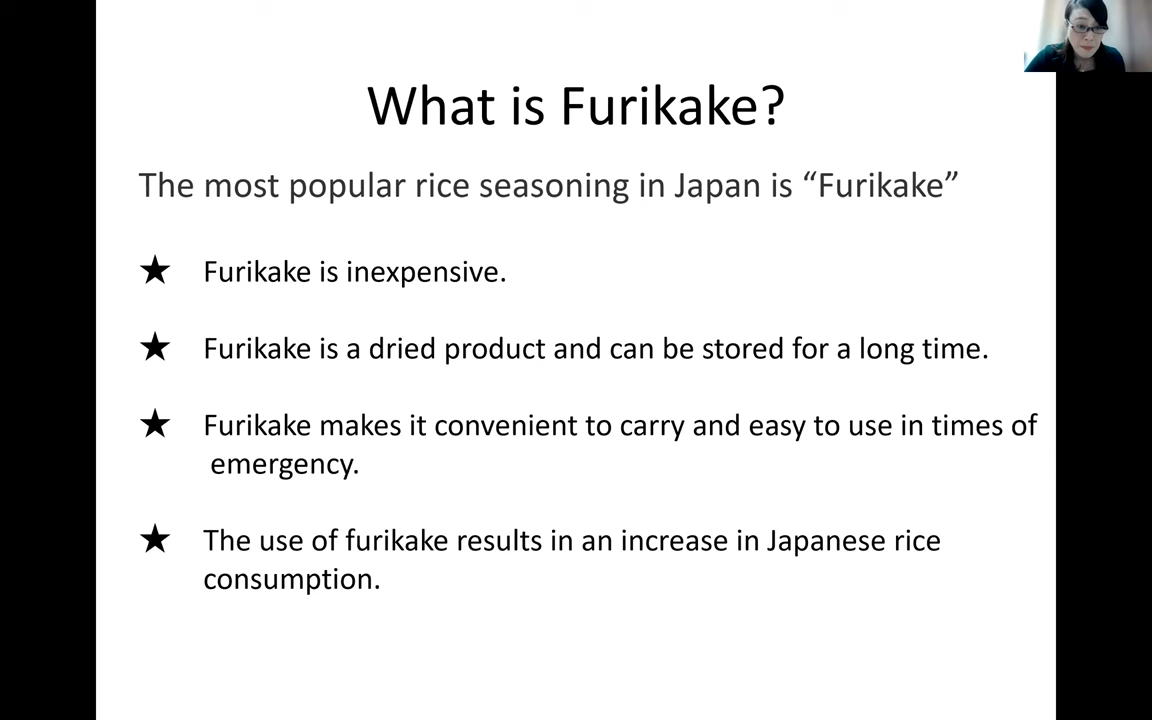 What is Furikake?
The most popular rice seasoning in Japan is “Furikake”
★ Furikake is inexpensive.
★ Furikake is a dried product and can be stored for a long time.
★ Furikake makes it convenient to carry and easy to use in times of
emergency.
★ The use of furikake results in an increase in Japanese rice
consumption.